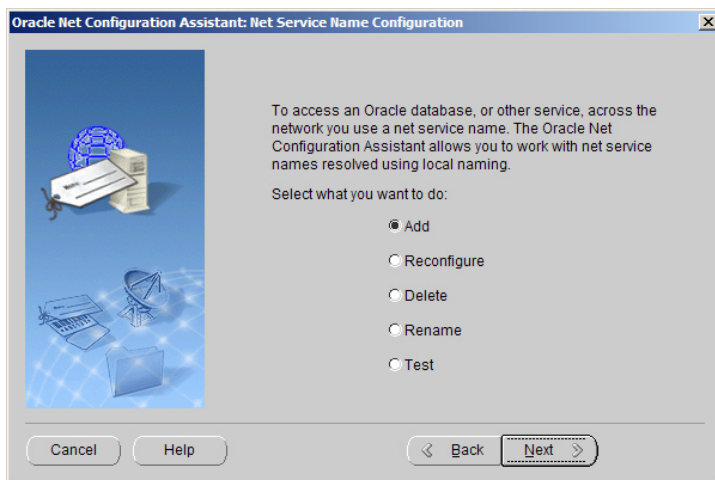 Oracle Net Configuration Assistant: Net Service Name Configuration
To access an Oracle database, or other service, across the
network you use a net service name. The Oracle Net
Configuration Assistant allows you to work with net service
names resolved using local naming.
Select what you want to do:
Add
Reconfigure
Delete
Rename
Test
Cancel
Help
Back
Next